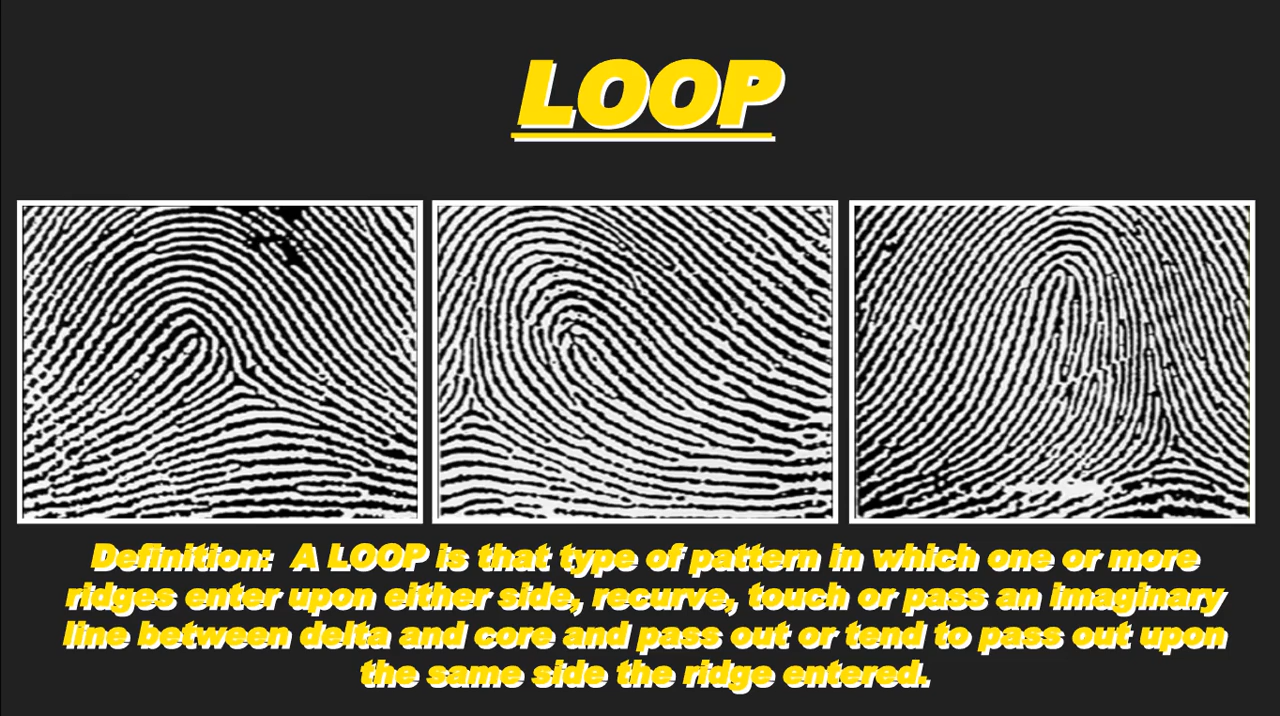 LOOP
Definition:  A LOOP is that type of pattern in which one or more
ridges enter upon either side, recurve, touch or pass an imaginary
line between delta and core and pass out or tend to pass out upon
the same side the ridge entered.